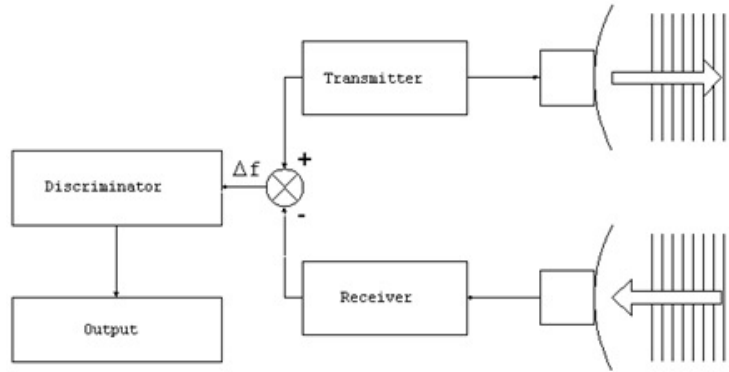 Transmitter
+
Δf
Discriminator
-
Receiver
Output